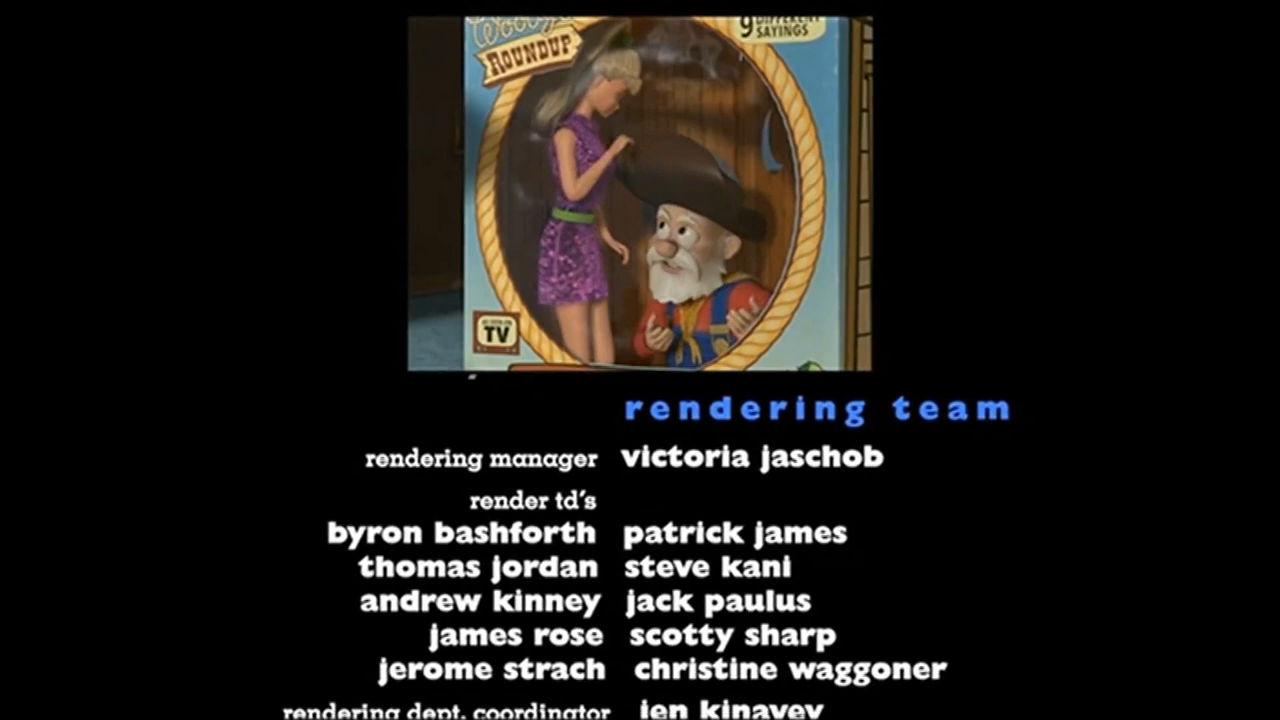 Woody's
ROUNDUP
9 DIFFERENT
SAYINGS
TV
rendering team
rendering manager victoria jaschob
render td's
byron bashforth patrick james
thomas jordan steve kani
andrew kinney jack paulus
james rose scotty sharp
jerome strach christine waggoner
rendering dept. coordinator jen kinavey